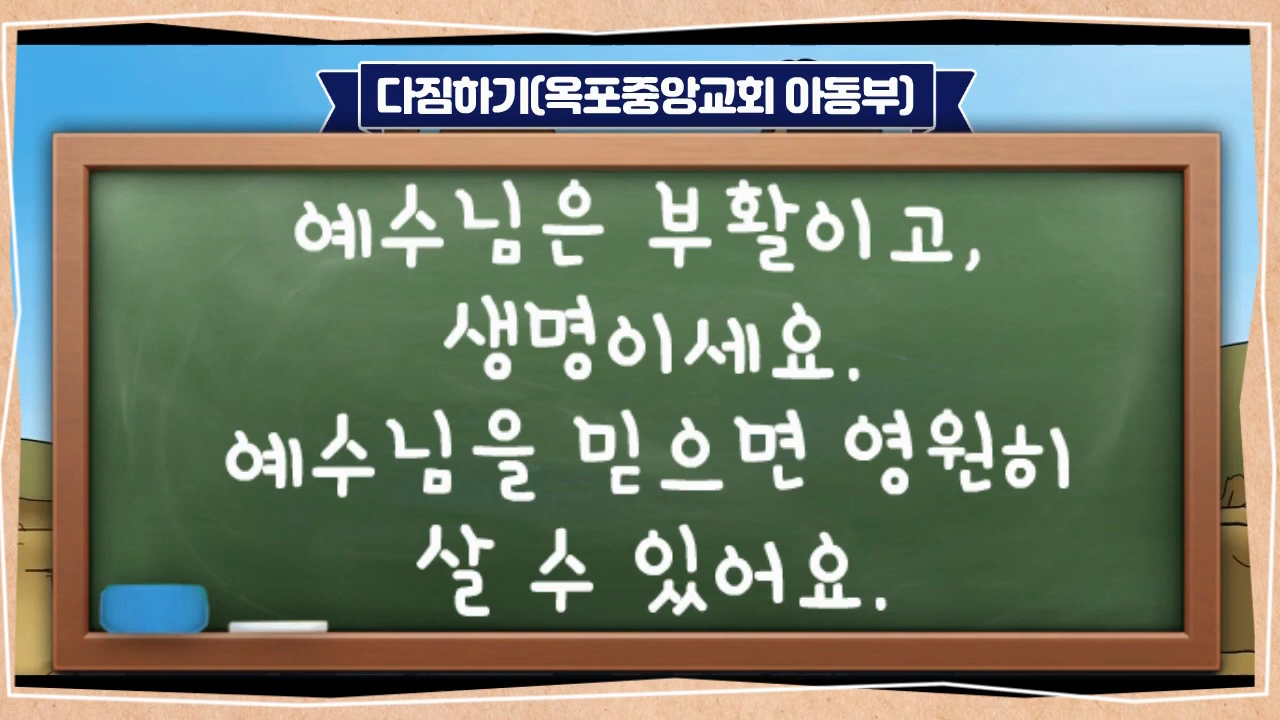 다짐하기(옥포중앙교회 아동부)
예수님은 부활이고,
생명이세요.
예수님을 믿으면 영원히
살 수 있어요.